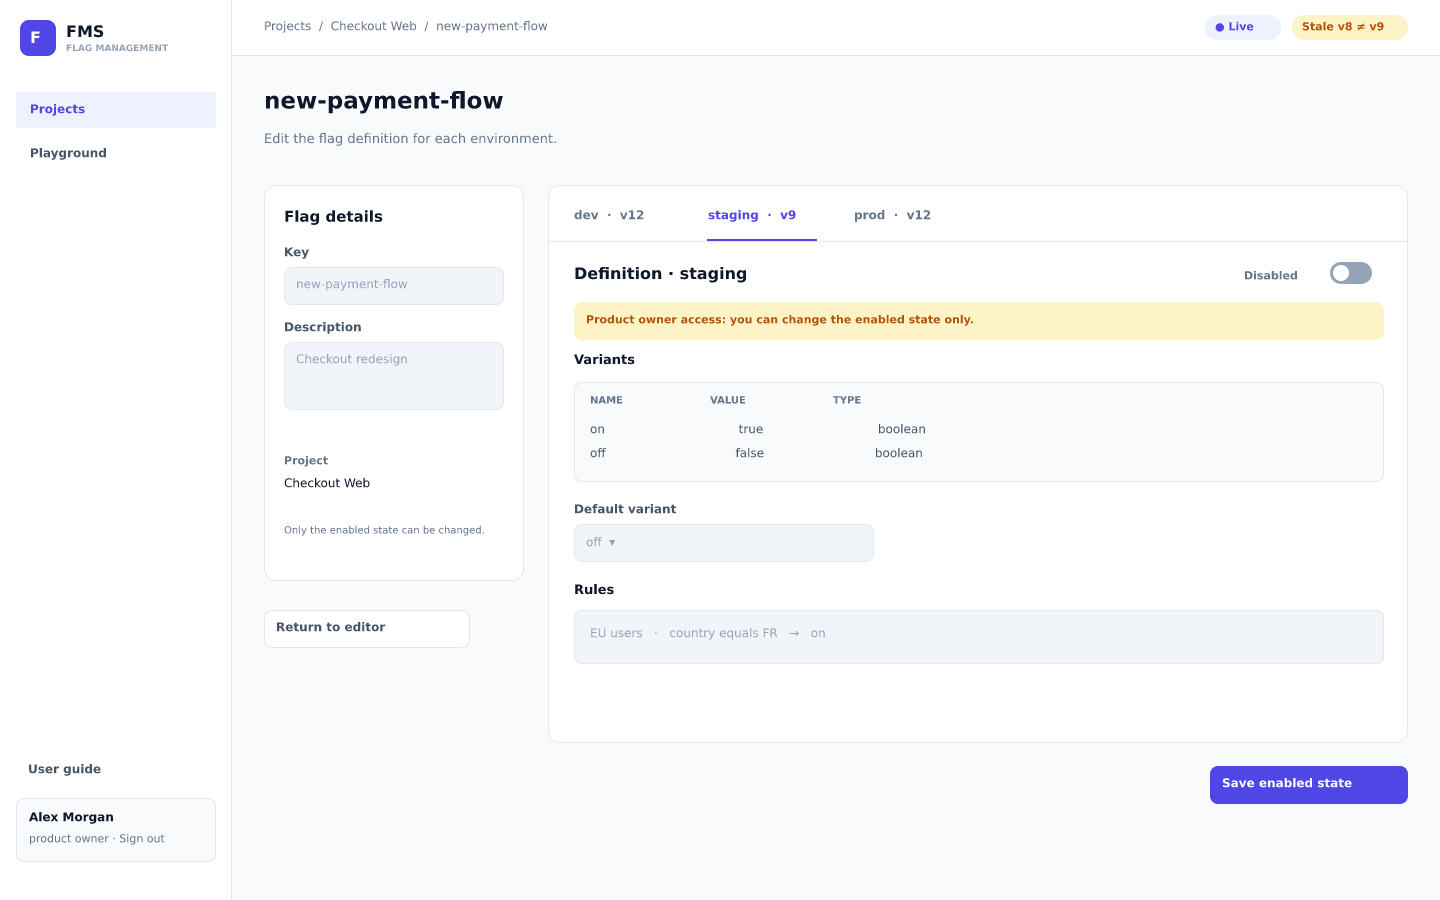 F
FMS
FLAG MANAGEMENT
Projects
Playground
User guide
Alex Morgan
product owner · Sign out
Projects / Checkout Web / new-payment-flow
● Live
Stale v8 ≠ v9
new-payment-flow
Edit the flag definition for each environment.
Flag details
Key
new-payment-flow
Description
Checkout redesign
Project
Checkout Web
Only the enabled state can be changed.
Return to editor
dev · v12
staging · v9
prod · v12
Definition · staging
Disabled
Product owner access: you can change the enabled state only.
Variants
NAME VALUE TYPE
on true boolean
off false boolean
Default variant
off ▾
Rules
EU users · country equals FR → on
Save enabled state